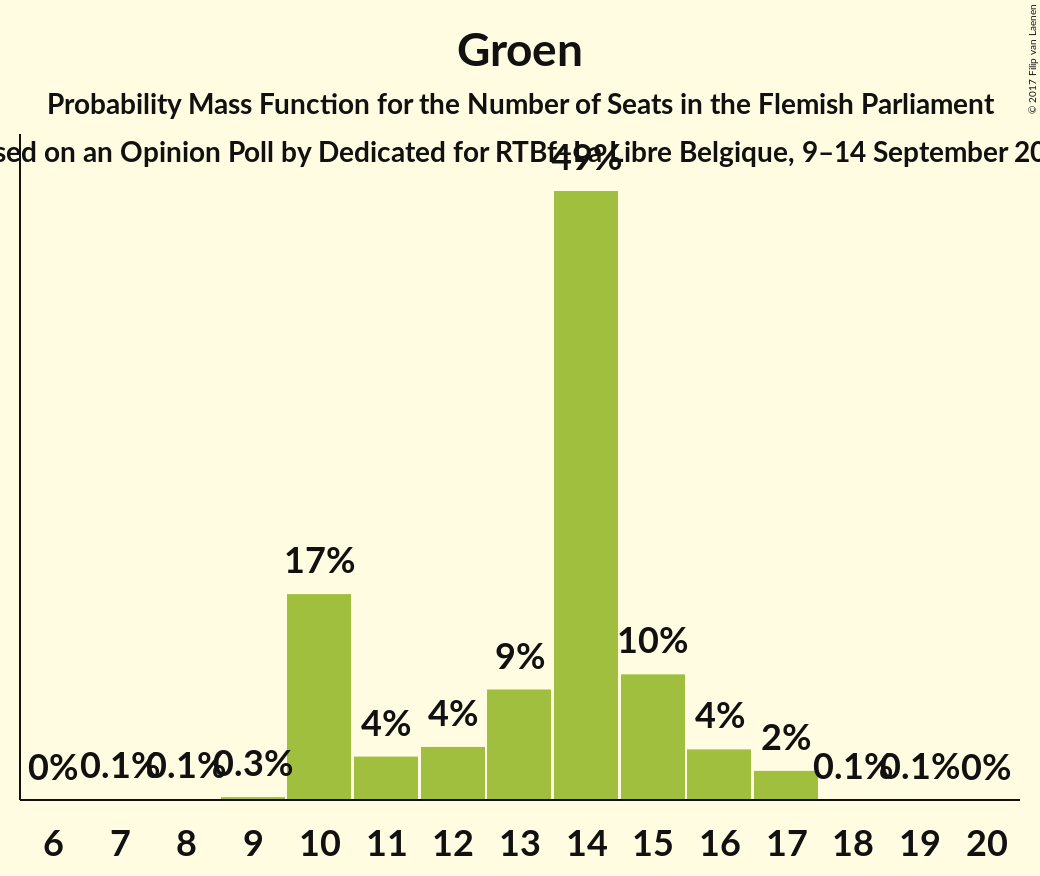 Groen
Probability Mass Function for the Number of Seats in the Flemish Parliament
sed on an Opinion Poll by Dedicated for RTBf–La Libre Belgique, 9–14 September 20
© 2017 Filip van Laenen
0% 0.1% 0.1% 0.3% 17% 4% 4% 9% 49% 10% 4% 2% 0.1% 0.1% 0%
6 7 8 9 10 11 12 13 14 15 16 17 18 19 20